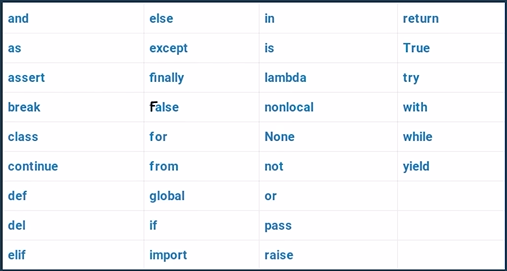 and else in return
as except is True
assert finally lambda try
break False nonlocal with
class for None while
continue from not yield
def global or
del if pass
elif import raise